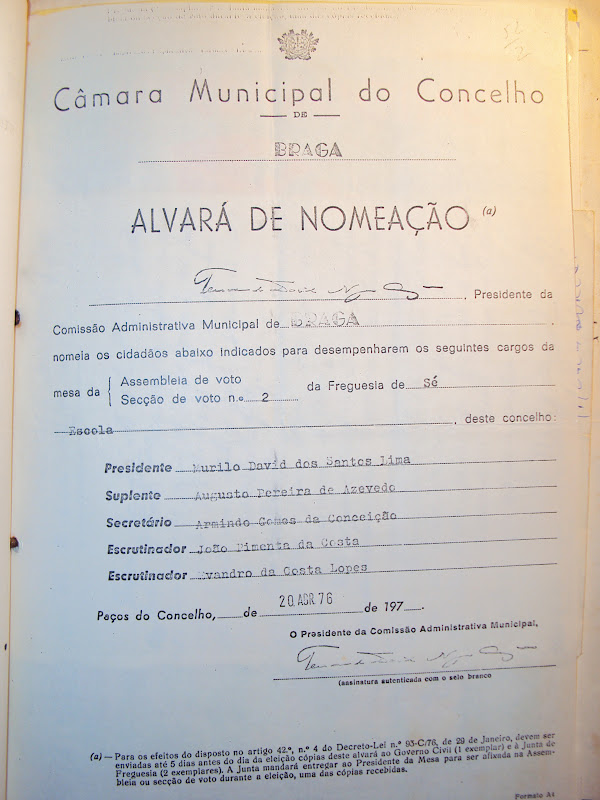 Câmara Municipal do Concelho
DE
BRAGA
ALVARÁ DE NOMEAÇÃO (a)
, Presidente da
Comissão Administrativa Municipal de BRAGA .
nomeia os cidadãos abaixo indicados para desempenharem os seguintes cargos da
mesa da { Assembleia de voto
Secção de voto n.o 2 da Freguesia de Sé
Escola , deste concelho:
Presidente Murilo David dos Santos Lima
Suplente Augusto Pereira de Azevedo
Secretário Armindo Gomes da Conceição
Escrutinador João Pimenta da Costa
Escrutinador Evandro da Costa Lopes
Paços do Concelho, de 20 ABR 76 de 197 .
O Presidente da Comissão Administrativa Municipal,
(assinatura autenticada com o selo branco
(a) — Para os efeitos do disposto no artigo 42.º, n.º 4 do Decreto-Lei n.º 93-C/76, de 29 de Janeiro, devem ser
enviadas até 5 dias antes do dia da eleição cópias deste alvará ao Governo Civil (1 exemplar) e à Junta de
Freguesia (2 exemplares). A Junta mandará entregar ao Presidente da Mesa para ser afixada na Assem-
bleia ou secção de voto durante a eleição, uma das cópias recebidas.
Formato A4